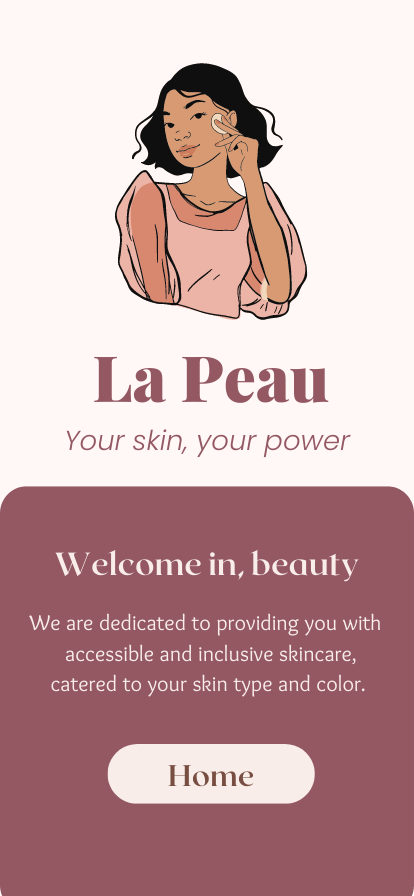 La Peau
Your skin, your power
Welcome in, beauty
We are dedicated to providing you with
accessible and inclusive skincare,
catered to your skin type and color.
Home